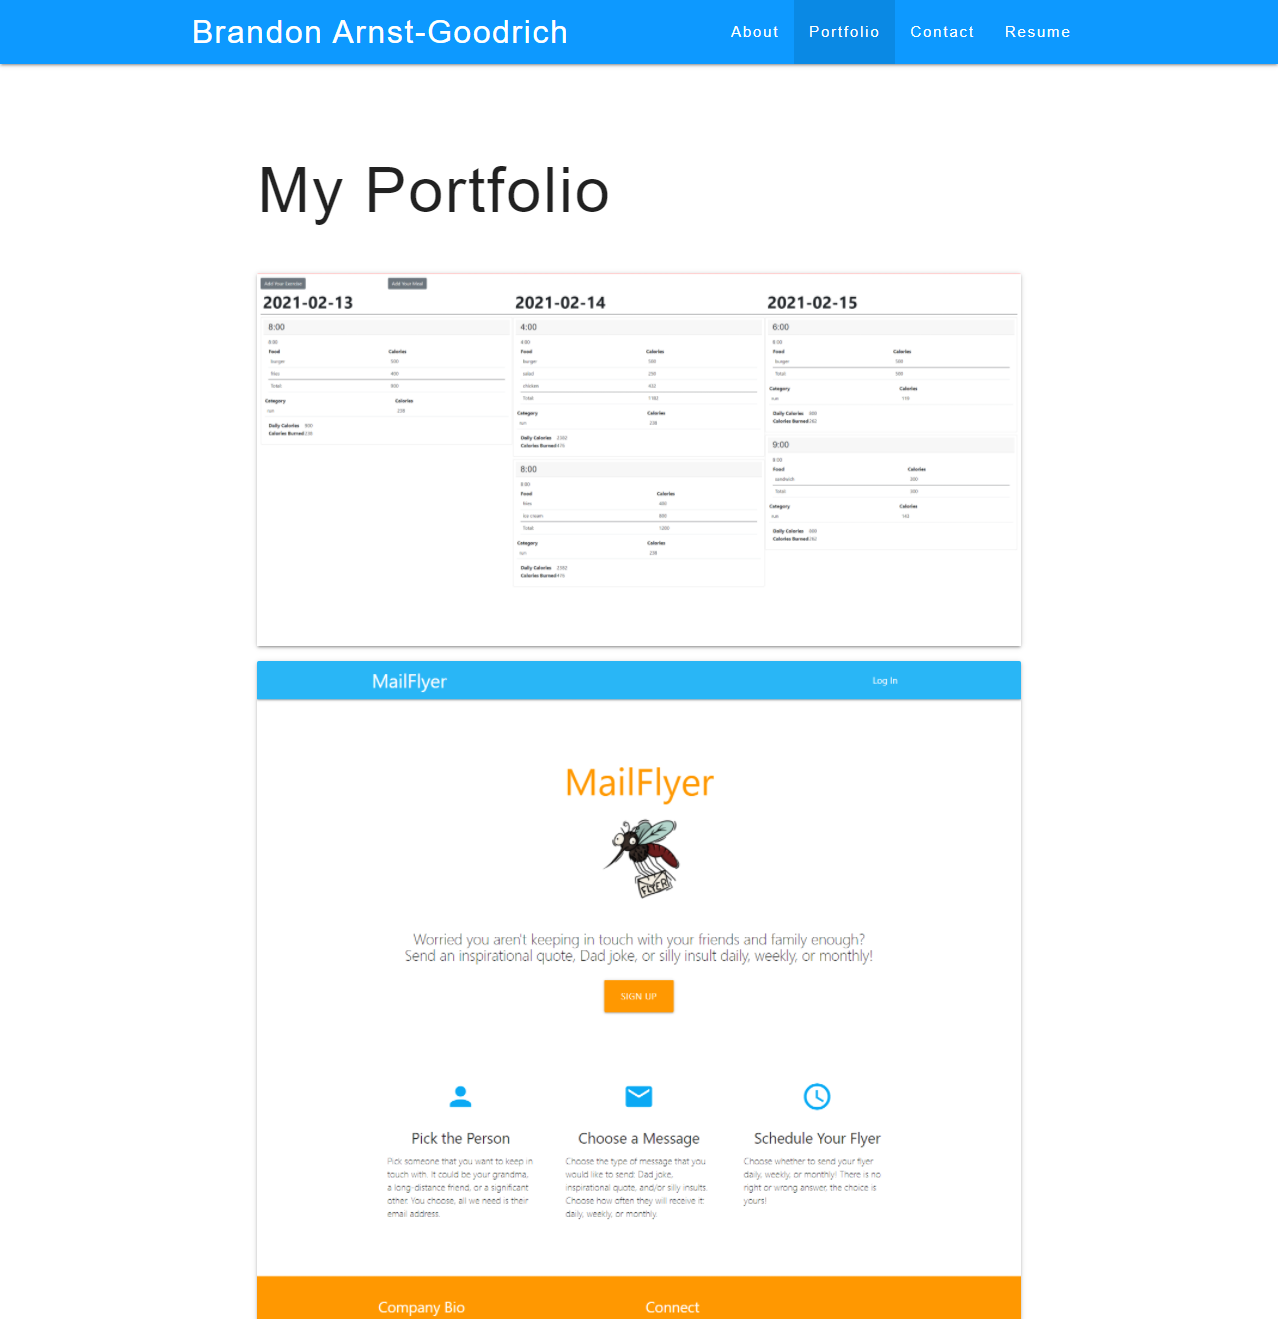 Brandon Arnst-Goodrich
About Portfolio Contact Resume
My Portfolio
Add Your Exercise Add Your Meal
2021-02-13 2021-02-14 2021-02-15
8:00 4:00 6:00
8:00 4:00 8:00
Food Calories Food Calories Food Calories
burger 500 burger 500 burger 500
fries 400 salad 250 Total:
Total: 900 chicken 432
Category Calories Total: 1182 Category Calories
run 238 Category Calories run 119
Daily Calories 900 run 238 Daily Calories
Calories Burned 238 Daily Calories 2382 Calories Burned 262
Calories Burned 476 9:00
8:00 8:00
8:00 Food Calories
Food Calories sandwich 300
fries 400 Total: 300
ice cream 800 Category Calories
Total: 1200 run 143
Category Calories Daily Calories
run 238 Calories Burned 262
Daily Calories 2382
Calories Burned 476
MailFlyer Log In
MailFlyer
FLYER
Worried you aren't keeping in touch with your friends and family enough?
Send an inspirational quote, Dad joke, or silly insult daily, weekly, or monthly!
SIGN UP
Pick the Person
Pick someone that you want to keep in
touch with. It could be your grandma,
a long-distance friend, or a significant
other. You choose, all we need is their
email address.
Choose a Message
Choose the type of message that you
would like to send: Dad joke,
inspirational quote, and/or silly insults.
Choose how often they will receive it:
daily, weekly, or monthly.
Schedule Your Flyer
Choose whether to send your flyer
daily, weekly, or monthly! There is no
right or wrong answer, the choice is
yours!
Company Bio Connect